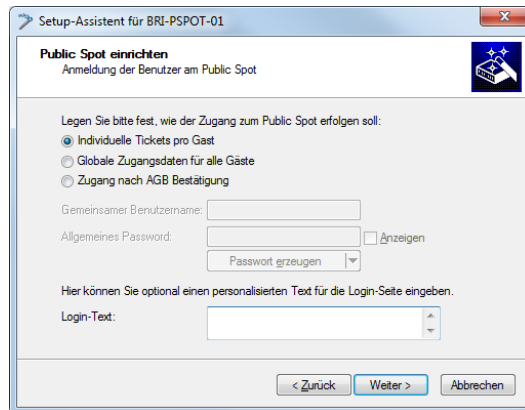 Setup-Assistent für BRI-PSPOT-01
Public Spot einrichten
Anmeldung der Benutzer am Public Spot
Legen Sie bitte fest, wie der Zugang zum Public Spot erfolgen soll:
Individuelle Tickets pro Gast
Globale Zugangsdaten für alle Gäste
Zugang nach AGB Bestätigung
Gemeinsamer Benutzername:
Allgemeines Password:
Anzeigen
Passwort erzeugen
Hier können Sie optional einen personalisierten Text für die Login-Seite eingeben.
Login-Text:
< Zurück Weiter > Abbrechen